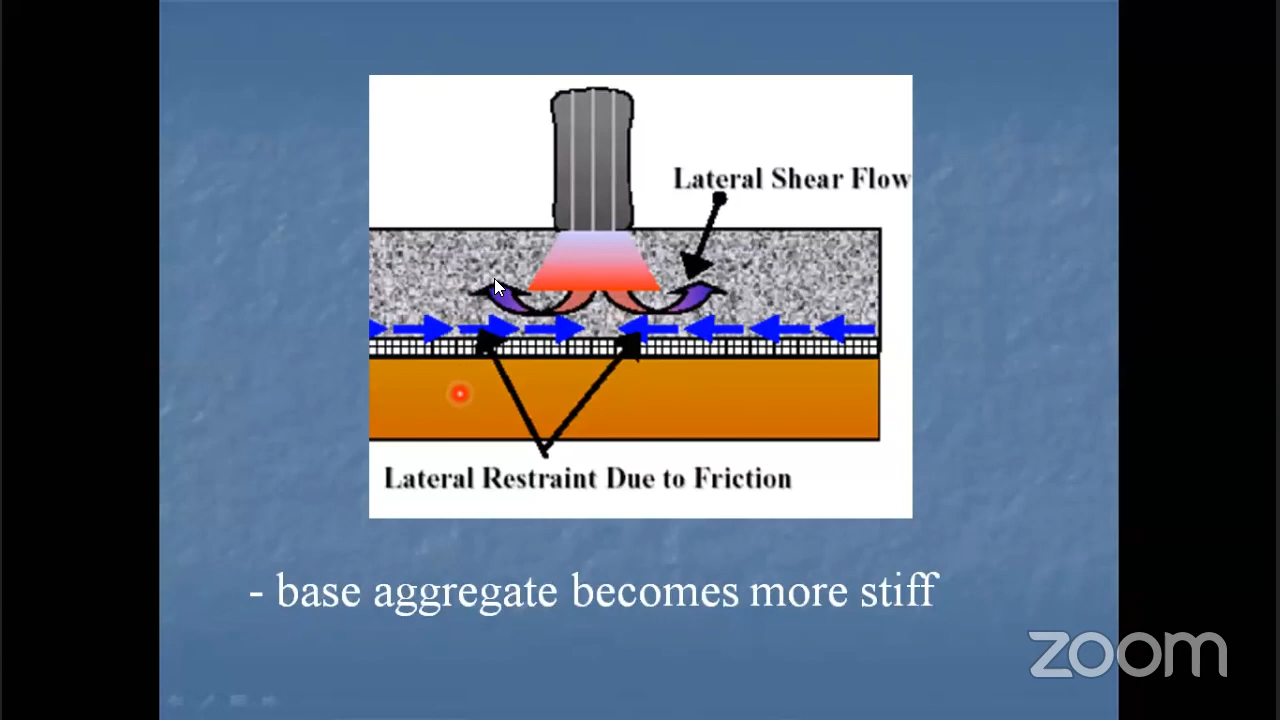 Lateral Shear Flow
Lateral Restraint Due to Friction
- base aggregate becomes more stiff
zoom